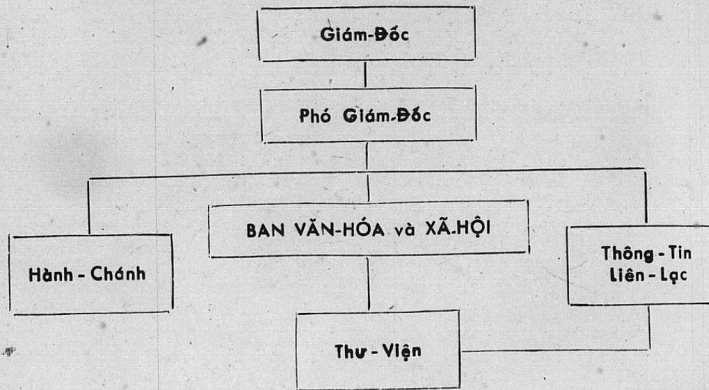 Giám-Đốc
Phó Giám-Đốc
BAN VĂN-HÓA và XÃ-HỘI
Hành - Chánh
Thông - Tin
Liên - Lạc
Thư - Viện